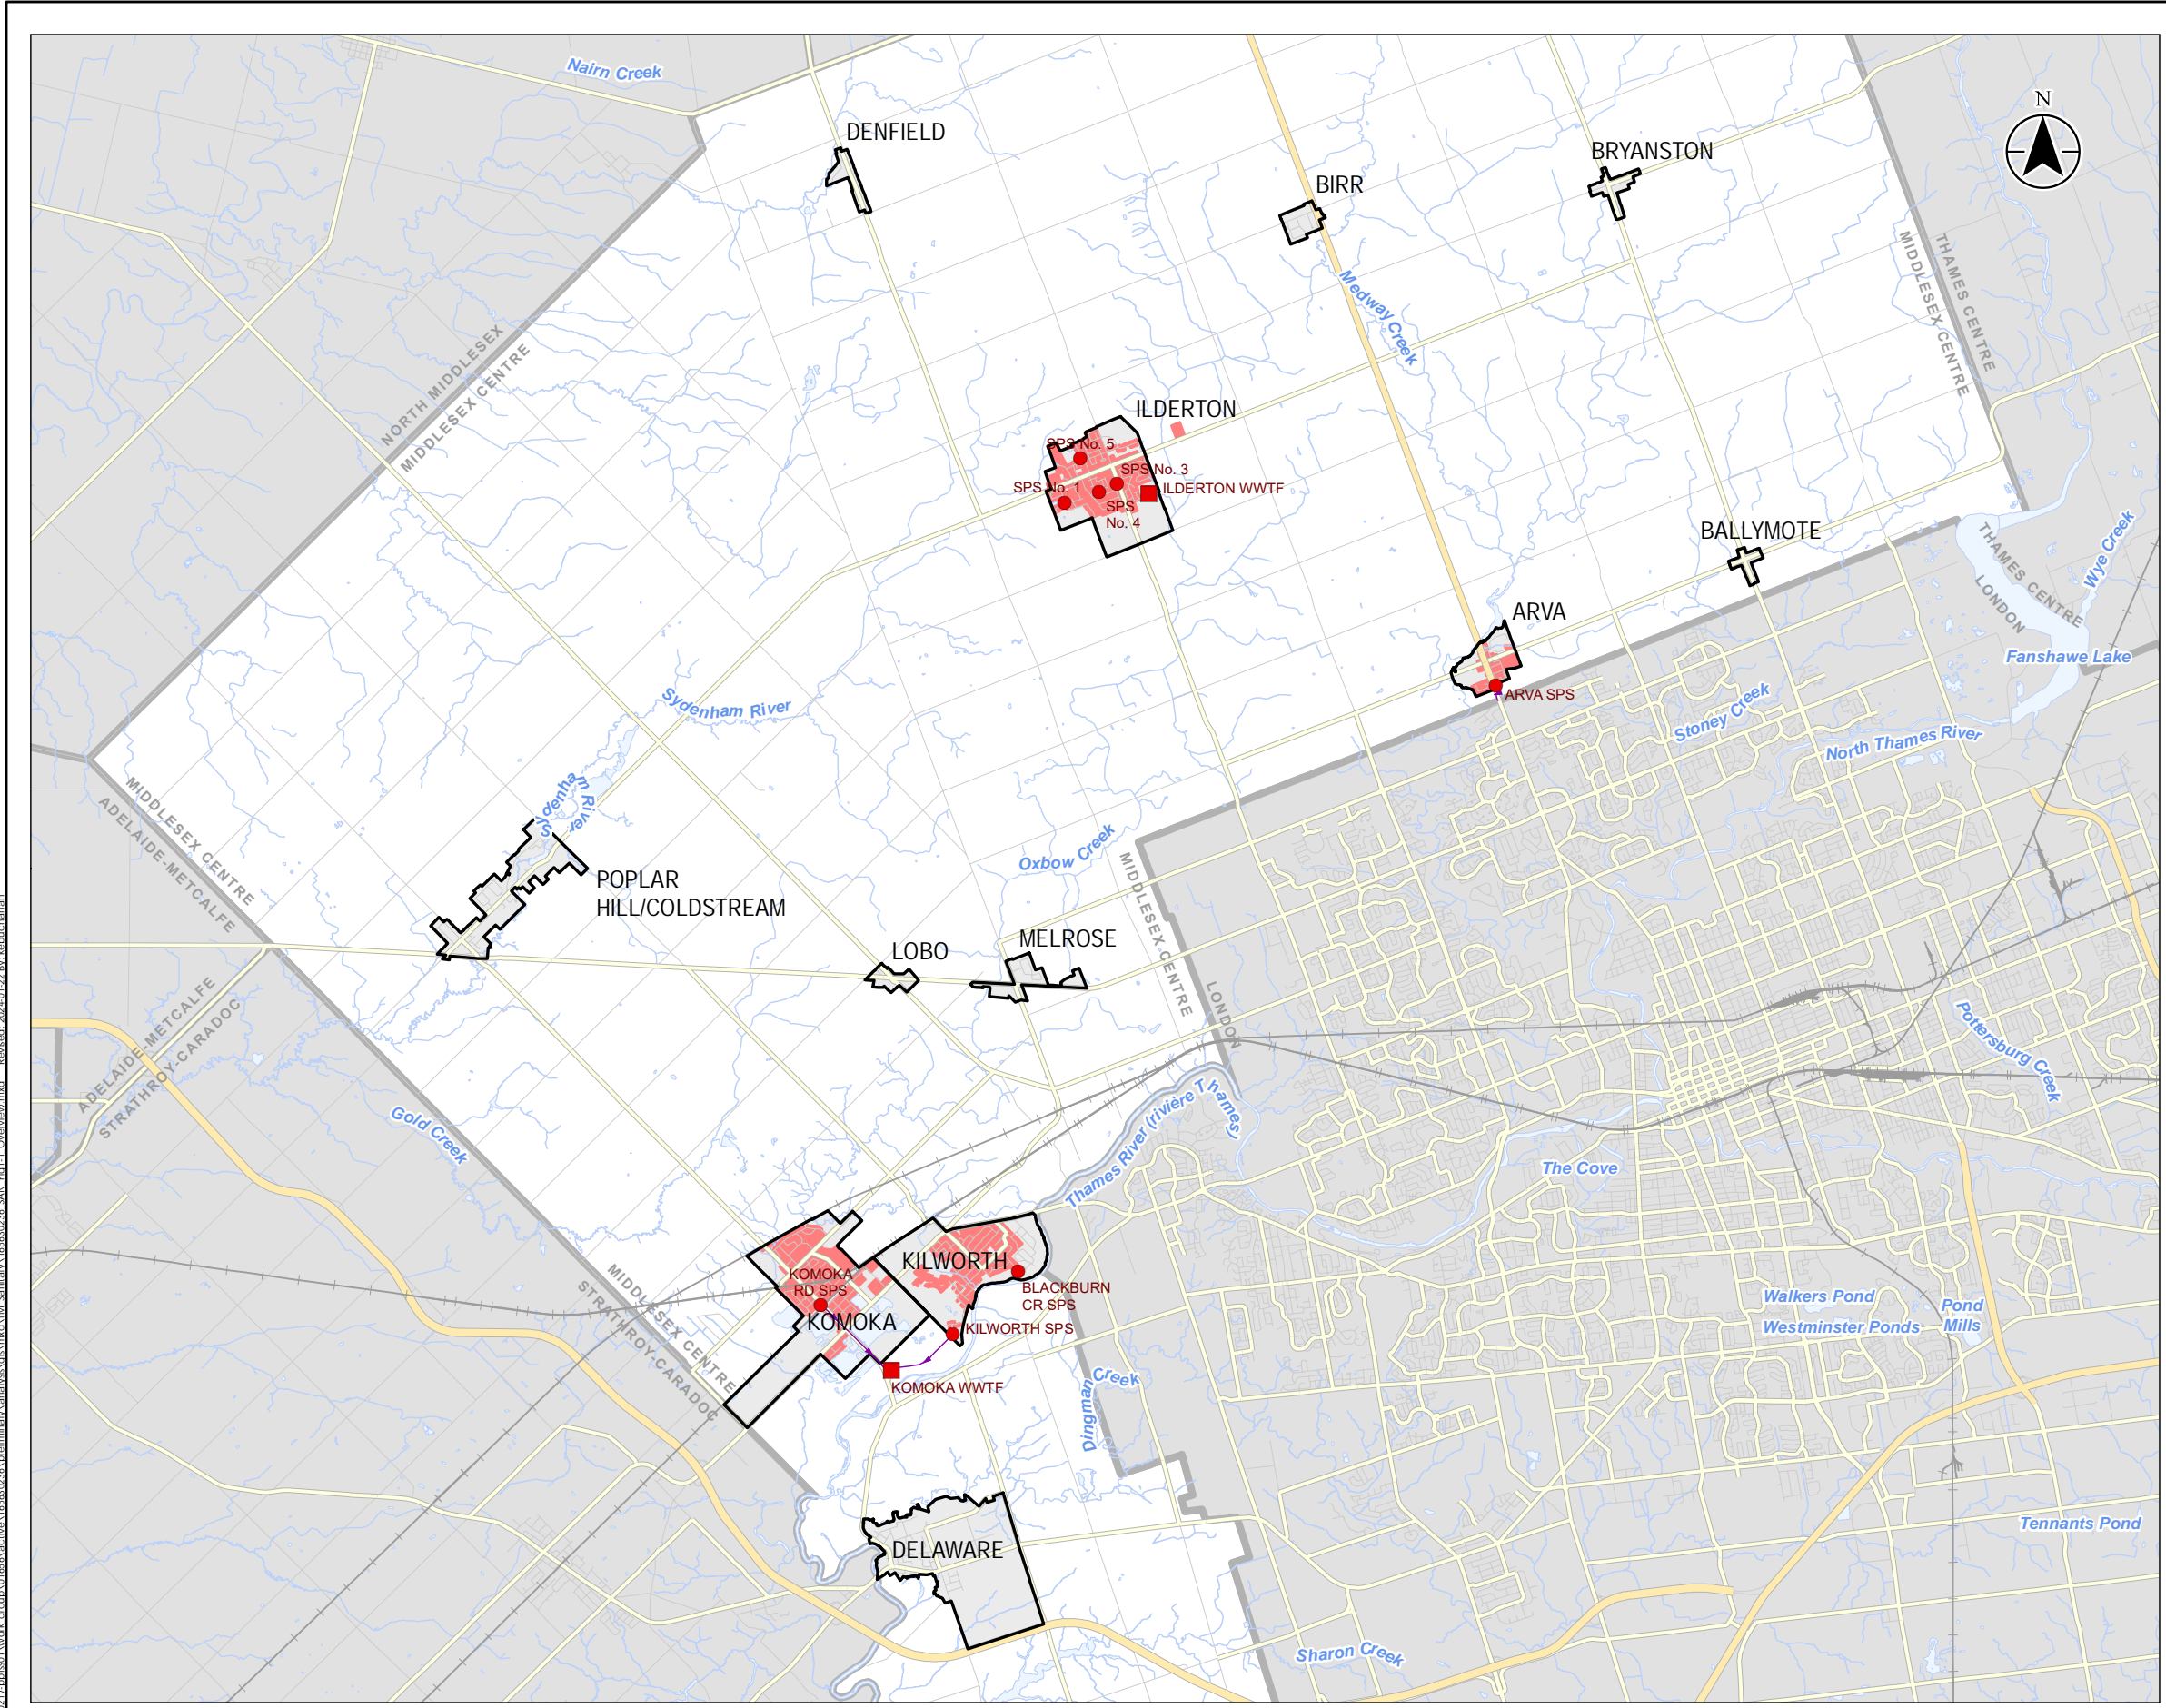 Nairn Creek
N
DENFIELD
BRYANSTON
BIRR
THAMES CENTRE
MIDDLESEX CENTRE
Medway Creek
NORTH MIDDLESEX
MIDDLESEX CENTRE
ILDERTON
SPS No. 5
SPS No. 3
SPS No. 1
ILDERTON WWTF
SPS
No. 4
BALLYMOTE
THAMES CENTRE
LONDON
Wye Creek
ARVA
Fanshawe Lake
ARVA SPS
Sydenham River
Stoney Creek
North Thames River
MIDDLESEX CENTRE
ADELAIDE-METCALFE
Sydenham River
Oxbow Creek
POPLAR
HILL/COLDSTREAM
MIDDLESEX CENTRE
LONDON
LOBO
MELROSE
ADELAIDE-METCALFE
STRATHROY-CARADOC
Pottersburg Creek
Gold Creek
Thames River (rivière Thames)
The Cove
KILWORTH
KOMOKA
RD SPS
BLACKBURN
CR SPS
KOMOKA
KILWORTH SPS
MIDDLESEX CENTRE
STRATHROY-CARADOC
Walkers Pond
Pond
Mills
Westminster Ponds
KOMOKA WWTF
Dingman Creek
Tennants Pond
DELAWARE
Sharon Creek